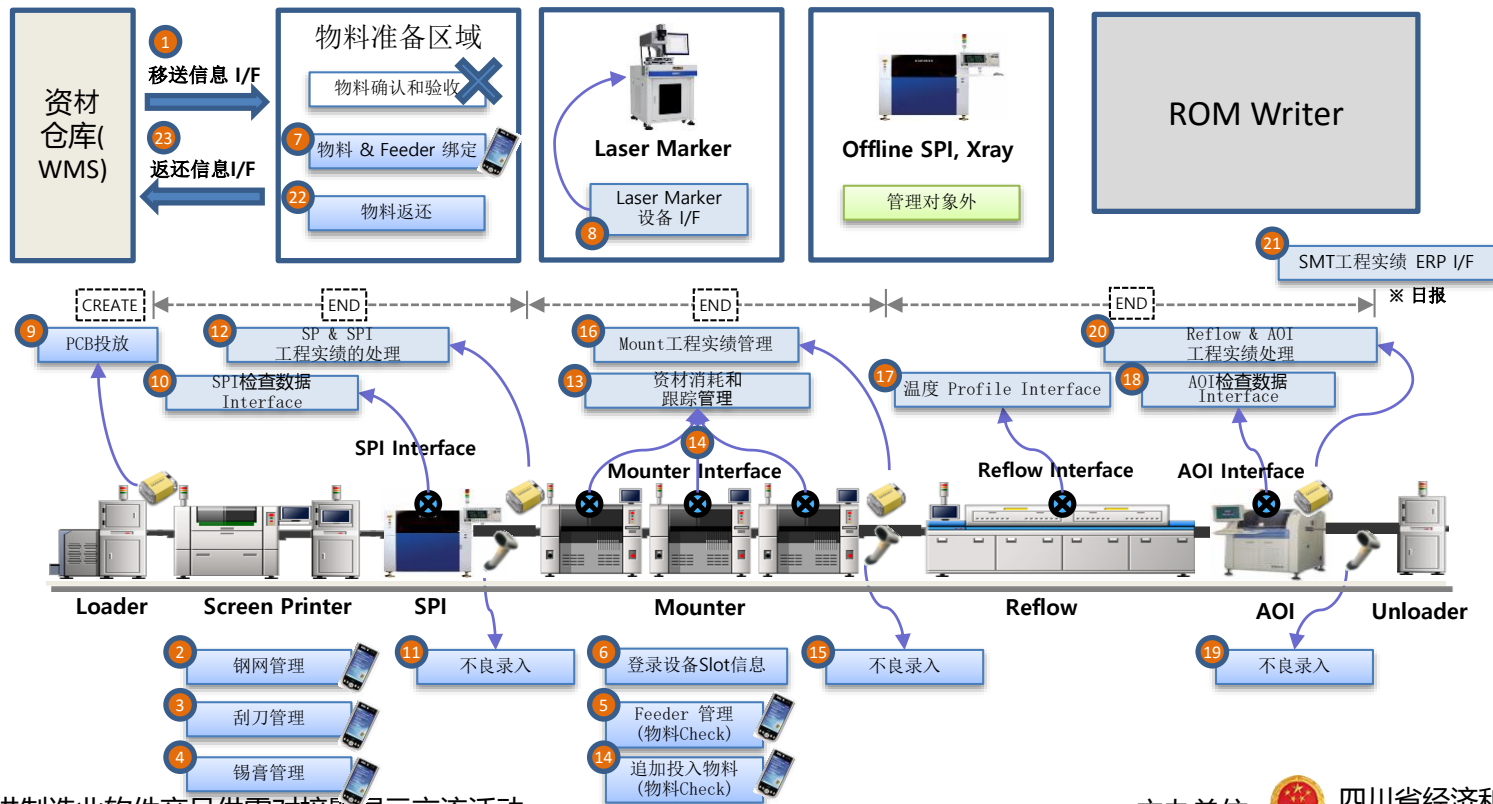 资材
仓库(
WMS)
1
移送信息 I/F
23
返还信息I/F
物料准备区域
物料确认和验收
7
物料 & Feeder 绑定
22
物料返还
Laser Marker
Laser Marker
设备 I/F
8
Offline SPI, Xray
管理对象外
ROM Writer
21
SMT工程实绩 ERP I/F
※ 日报
CREATE
END
END
END
9
PCB投放
12
SP & SPI
工程实绩的处理
10
SPI检查数据
Interface
16
Mount工程实绩管理
13
资材消耗和
跟踪管理
14
17
温度 Profile Interface
20
Reflow & AOI
工程实绩处理
18
AOI检查数据
Interface
SPI Interface
Mounter Interface
Reflow Interface
AOI Interface
Loader
Screen Printer
SPI
Mounter
Reflow
AOI
Unloader
2
钢网管理
3
刮刀管理
4
锡膏管理
11
不良录入
6
登录设备Slot信息
5
Feeder 管理
(物料Check)
14
追加投入物料
(物料Check)
15
不良录入
19
不良录入